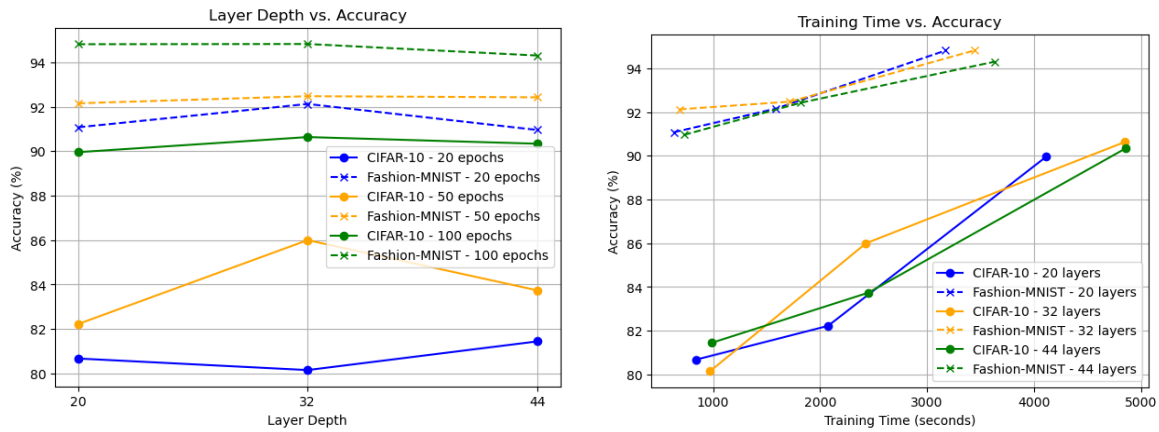 Layer Depth vs. Accuracy
Accuracy (%)
94
92
90
88
86
84
82
80
CIFAR-10 - 20 epochs
Fashion-MNIST - 20 epochs
CIFAR-10 - 50 epochs
Fashion-MNIST - 50 epochs
CIFAR-10 - 100 epochs
Fashion-MNIST - 100 epochs
20 32 44
Layer Depth
Training Time vs. Accuracy
Accuracy (%)
94
92
90
88
86
84
82
80
CIFAR-10 - 20 layers
Fashion-MNIST - 20 layers
CIFAR-10 - 32 layers
Fashion-MNIST - 32 layers
CIFAR-10 - 44 layers
Fashion-MNIST - 44 layers
1000 2000 3000 4000 5000
Training Time (seconds)